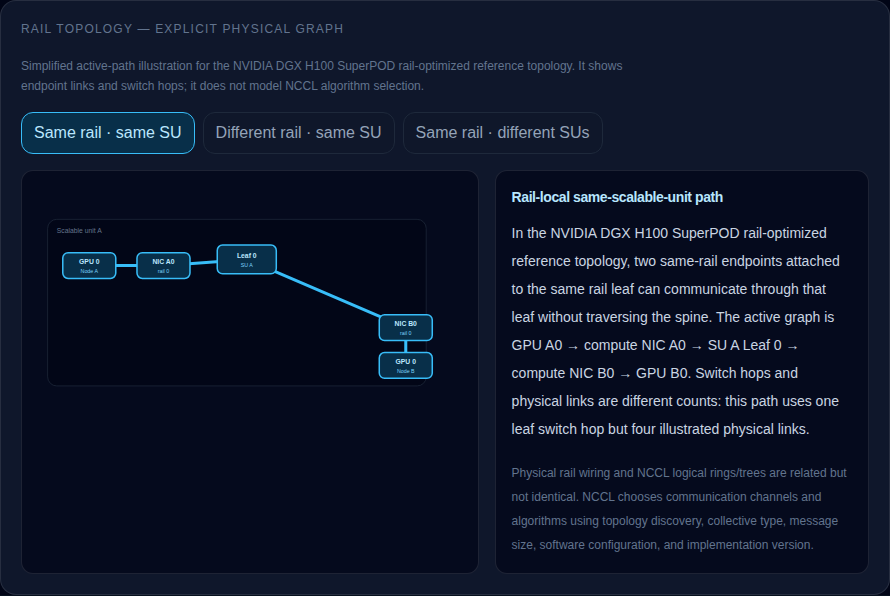 RAIL TOPOLOGY — EXPLICIT PHYSICAL GRAPH
Simplified active-path illustration for the NVIDIA DGX H100 SuperPOD rail-optimized reference topology. It shows
endpoint links and switch hops; it does not model NCCL algorithm selection.
Same rail · same SU
Different rail · same SU
Same rail · different SUs
Scalable unit A
GPU 0
Node A
NIC A0
rail 0
Leaf 0
SU A
NIC B0
rail 0
GPU 0
Node B
Rail-local same-scalable-unit path
In the NVIDIA DGX H100 SuperPOD rail-optimized
reference topology, two same-rail endpoints attached
to the same rail leaf can communicate through that
leaf without traversing the spine. The active graph is
GPU A0 → compute NIC A0 → SU A Leaf 0 →
compute NIC B0 → GPU B0. Switch hops and
physical links are different counts: this path uses one
leaf switch hop but four illustrated physical links.
Physical rail wiring and NCCL logical rings/trees are related but
not identical. NCCL chooses communication channels and
algorithms using topology discovery, collective type, message
size, software configuration, and implementation version.